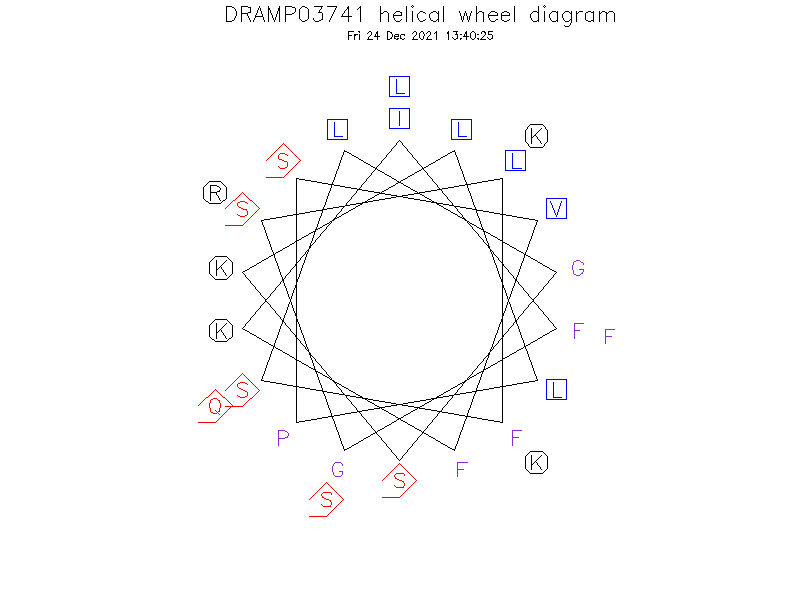 DRAMP03741 helical wheel diagram
Fri 24 Dec 2021 13:40:25
L
I
L
L
K
S
L
R
S
V
K
G
K
F
F
S
L
Q
P
F
K
G
F
S
S